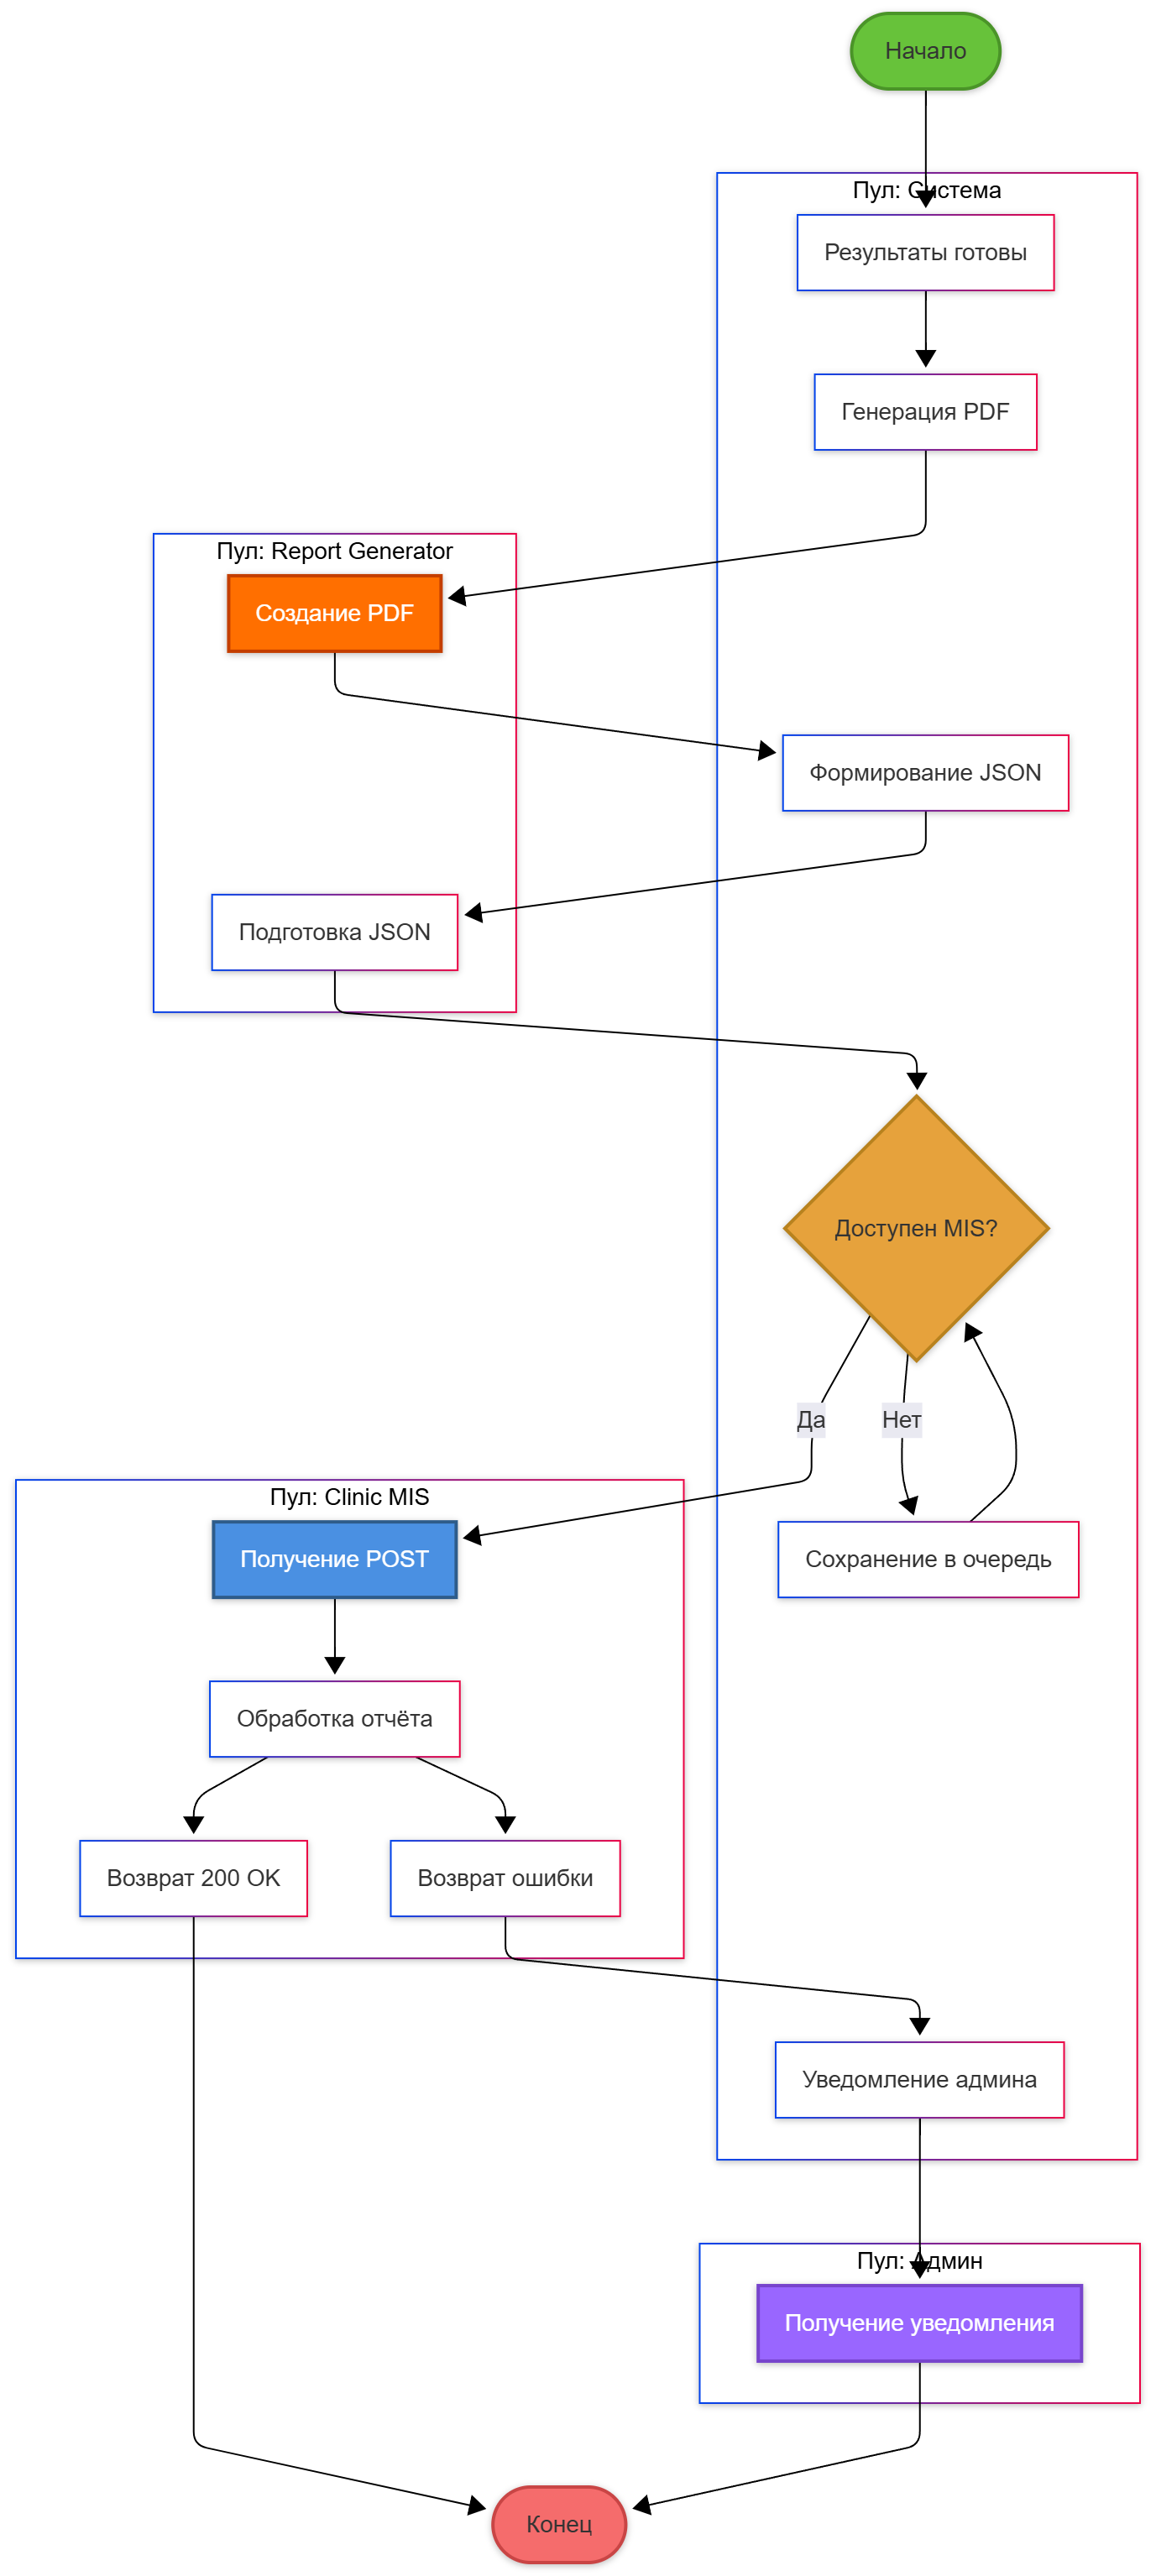 Начало
Пул: Система
Результаты готовы
Генерация PDF
Пул: Report Generator
Создание PDF
Формирование JSON
Подготовка JSON
Доступен MIS?
Да
Нет
Пул: Clinic MIS
Получение POST
Сохранение в очередь
Обработка отчёта
Возврат 200 OK
Возврат ошибки
Уведомление админа
Пул: Админ
Получение уведомления
Конец